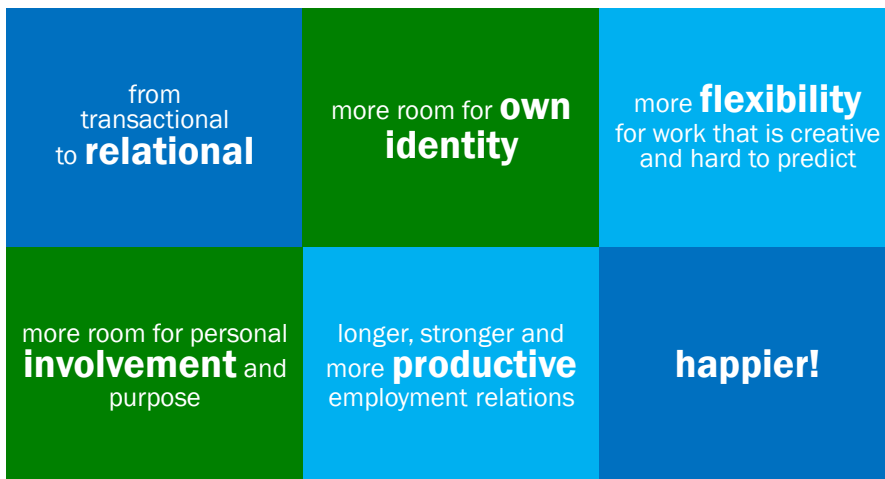 from
transactional
to relational
more room for own
identity
more flexibility
for work that is creative
and hard to predict
more room for personal
involvement and
purpose
longer, stronger and
more productive
employment relations
happier!